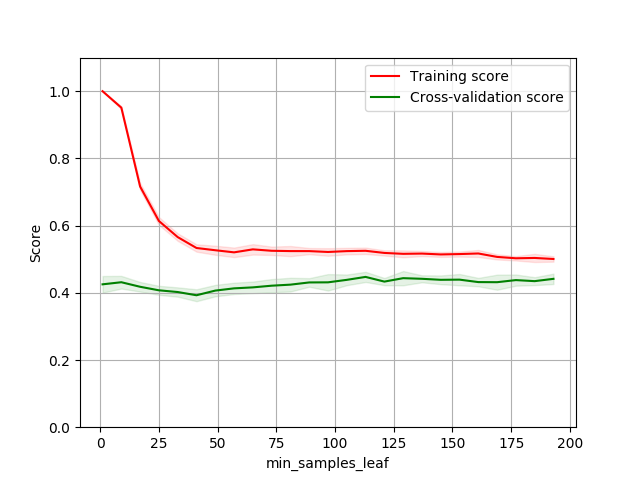 Training score
Cross-validation score
1.0
0.8
0.6
0.4
0.2
0.0
Score
0 25 50 75 100 125 150 175 200
min_samples_leaf